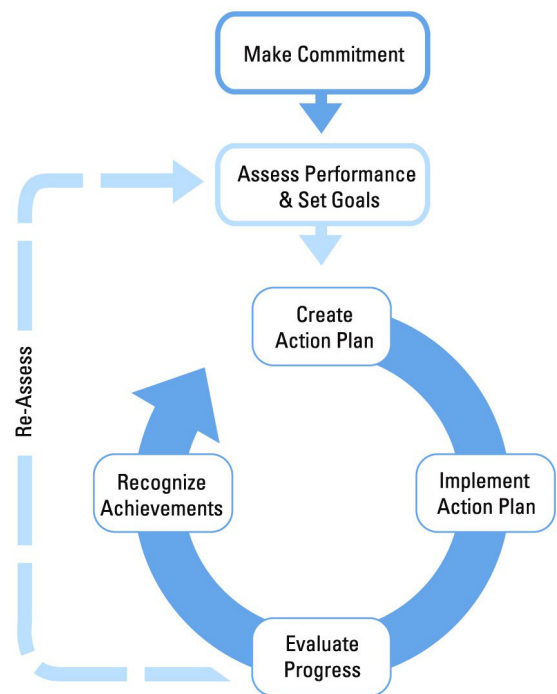 Make Commitment
Assess Performance
& Set Goals
Create
Action Plan
Re-Assess
Recognize
Achievements
Implement
Action Plan
Evaluate
Progress